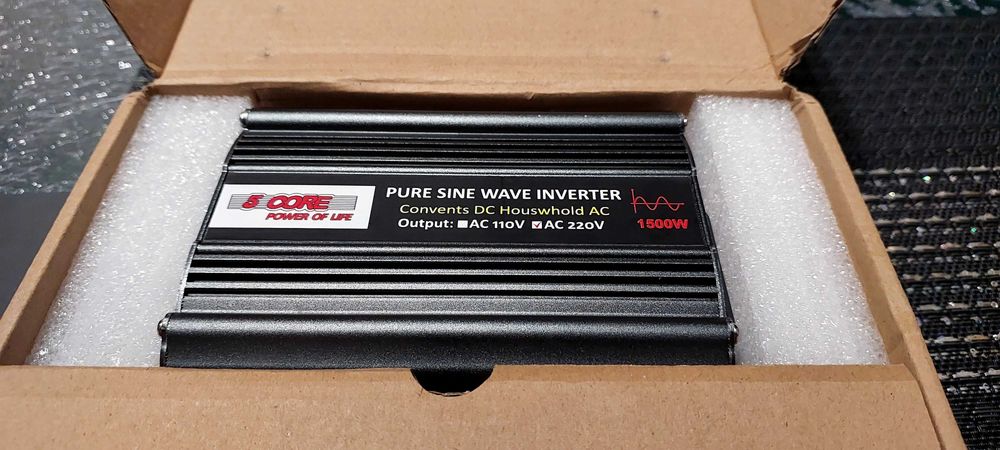 5 CORE
POWER OF LIFE
PURE SINE WAVE INVERTER
Convents DC Houswhold AC
Output: AC 110V AC 220V
1500W